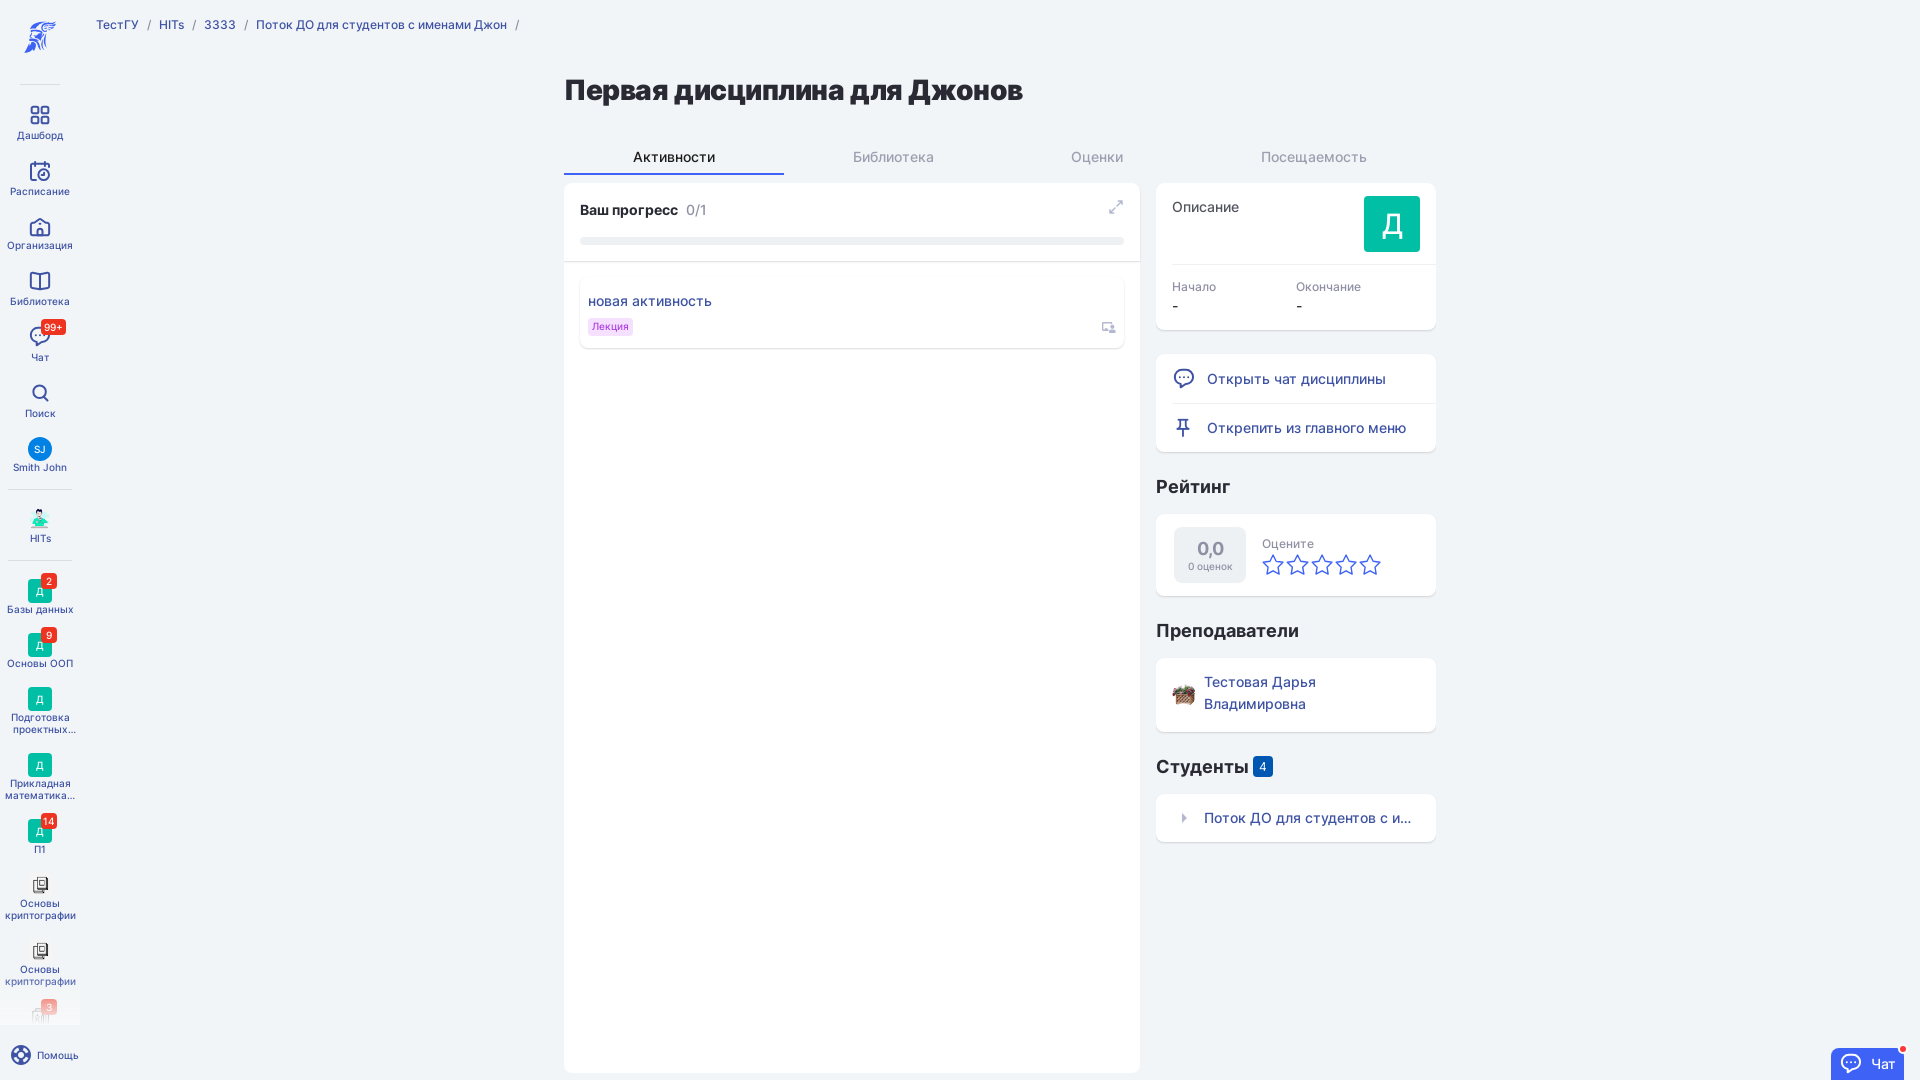 ТестГУ / HITs / 3333 / Поток ДО для студентов с именами Джон /
Дашборд
Расписание
Организация
Библиотека
99+
Чат
Поиск
SJ
Smith John
HITs
2
Д
Базы данных
9
Д
Основы ООП
Д
Подготовка
проектных...
Д
Прикладная
математика...
14
Д
П1
Основы
криптографии
Основы
криптографии
3
Помощь
Первая дисциплина для Джонов
Активности
Библиотека
Оценки
Посещаемость
Ваш прогресс 0/1
новая активность
Лекция
Описание
Д
Начало
Окончание
-
-
Открыть чат дисциплины
Открепить из главного меню
Рейтинг
0,0
0 оценок
Оцените
Преподаватели
Тестовая Дарья
Владимировна
Студенты 4
Поток ДО для студентов с и...
Чат